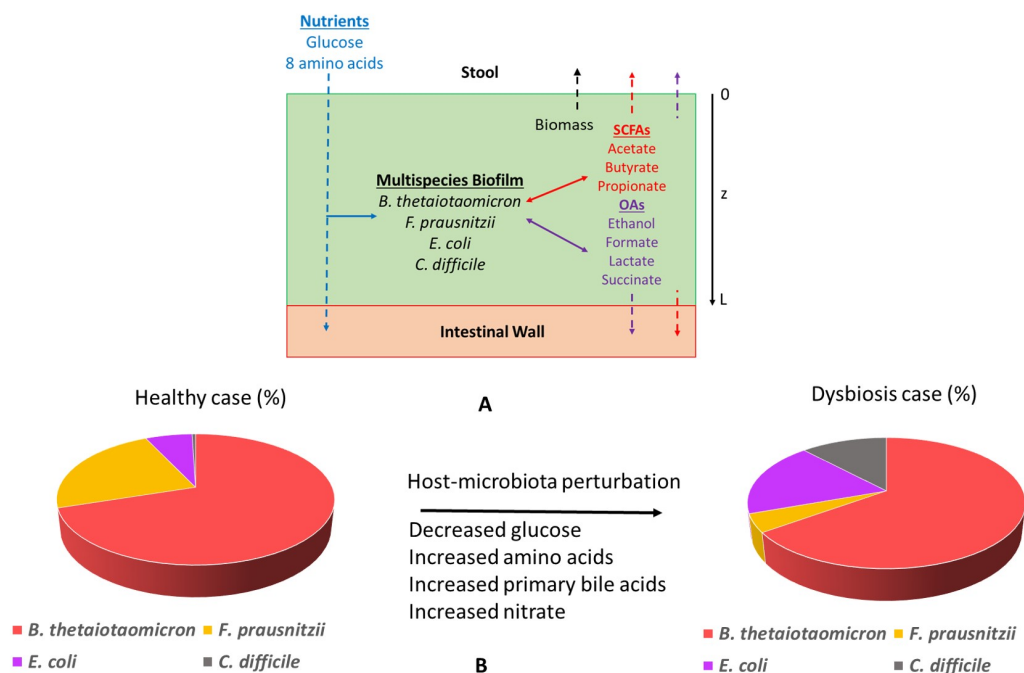 Nutrients
Glucose
8 amino acids
Stool
0
Biomass
SCFAs
Acetate
Butyrate
Propionate
Multispecies Biofilm
B. thetaiotaomicron
F. prausnitzii
E. coli
C. difficile
OAs
Ethanol
Formate
Lactate
Succinate
z
L
Intestinal Wall
A
Healthy case (%)
Dysbiosis case (%)
Host-microbiota perturbation
Decreased glucose
Increased amino acids
Increased primary bile acids
Increased nitrate
B. thetaiotaomicron F. prausnitzii
E. coli C. difficile
B. thetaiotaomicron F. prausnitzii
E. coli C. difficile
B